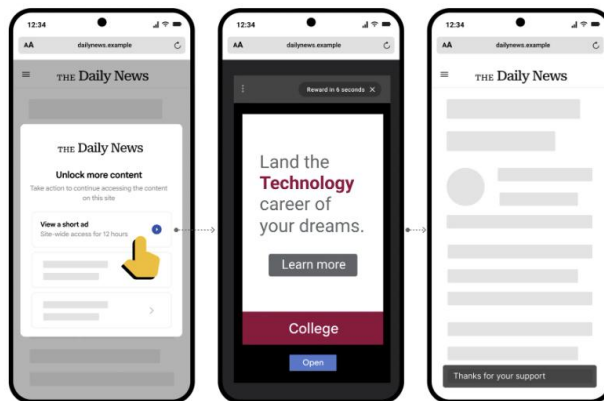 12:34
AA dailynews.example
THE Daily News
THE Daily News
Unlock more content
Take action to continue accessing the content
on this site
View a short ad
Site-wide access for 12 hours
12:34
AA dailynews.example
Reward in 6 seconds
Land the
Technology
career of
your dreams.
Learn more
College
Open
12:34
AA dailynews.example
THE Daily News
Thanks for your support